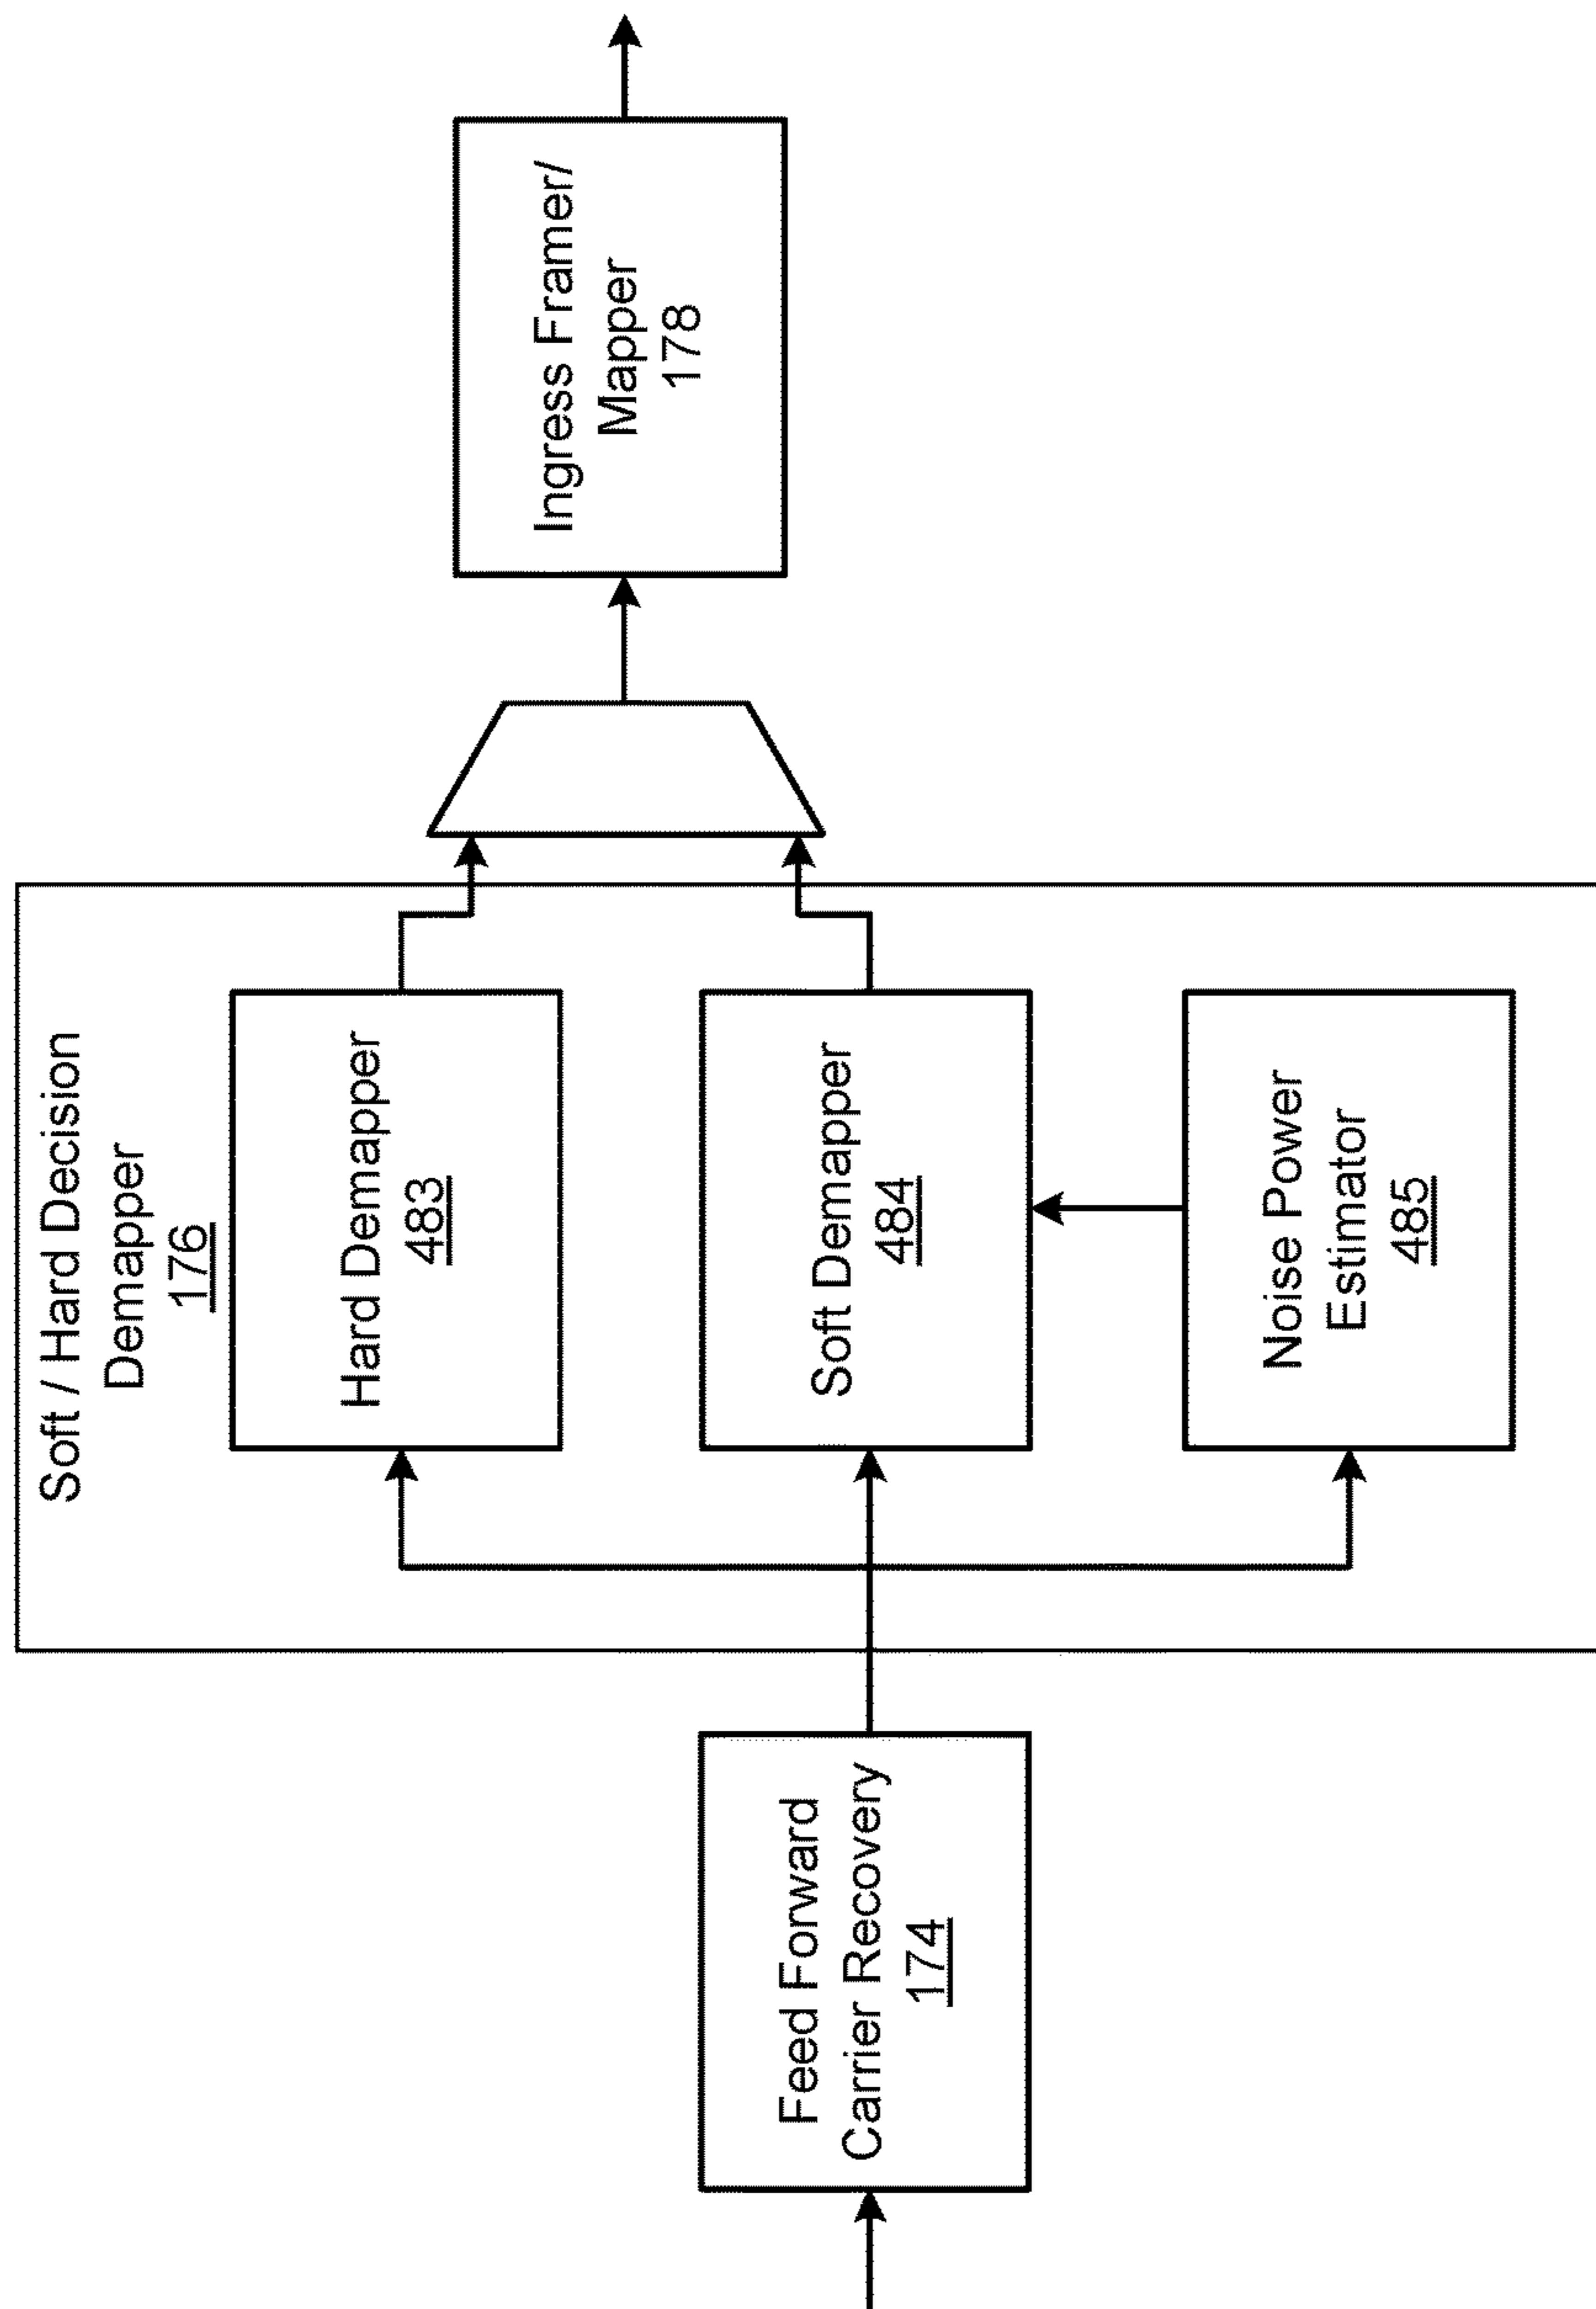 Feed Forward
Carrier Recovery
174
Soft / Hard Decision
Demapper
176
Hard Demapper
483
Soft Demapper
484
Noise Power
Estimator
485
Ingress Framer/
Mapper
178